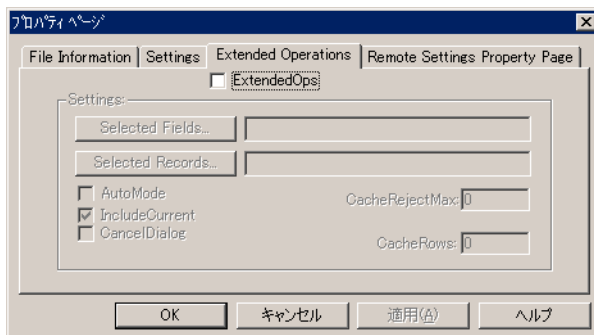 プロパティ ページ
File Information Settings Extended Operations Remote Settings Property Page
ExtendedOps
Settings:
Selected Fields...
Selected Records...
AutoMode
CacheRejectMax: 0
IncludeCurrent
CancelDialog
CacheRows: 0
OK キャンセル 適用(A) ヘルプ